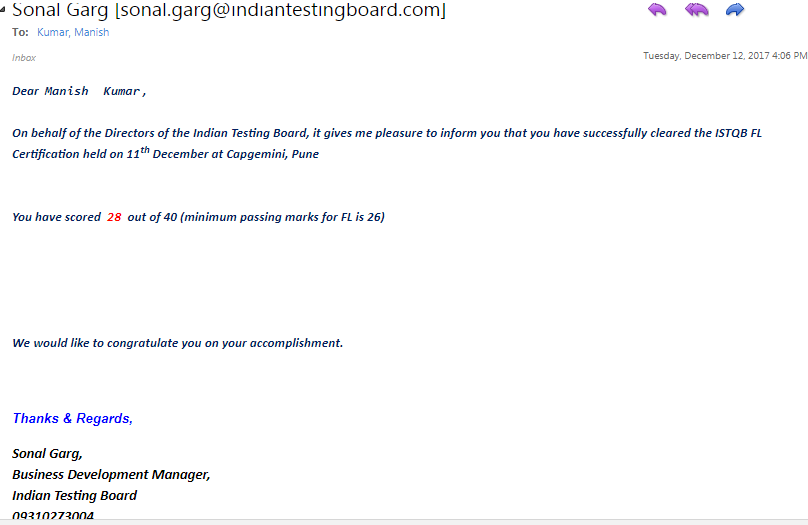 Sonal Garg [sonal.garg@indiantestingboard.com]
To: Kumar, Manish
Inbox
Tuesday, December 12, 2017 4:06 PM
Dear Manish Kumar,
On behalf of the Directors of the Indian Testing Board, it gives me pleasure to inform you that you have successfully cleared the ISTQB FL
Certification held on 11th December at Capgemini, Pune
You have scored 28 out of 40 (minimum passing marks for FL is 26)
We would like to congratulate you on your accomplishment.
Thanks & Regards,
Sonal Garg,
Business Development Manager,
Indian Testing Board
09310273004